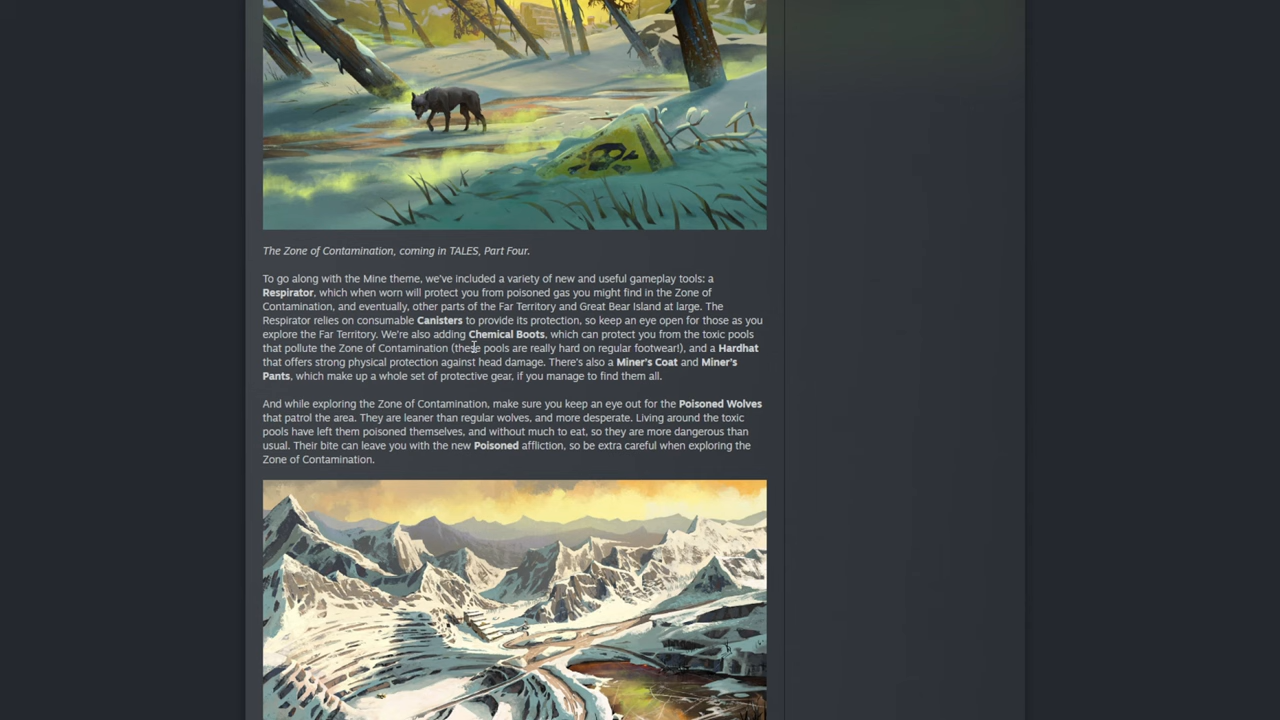 The Zone of Contamination, coming in TALES, Part Four.
To go along with the Mine theme, we've included a variety of new and useful gameplay tools: a
Respirator, which when worn will protect you from poisoned gas you might find in the Zone of
Contamination, and eventually, other parts of the Far Territory and Great Bear Island at large. The
Respirator relies on consumable Canisters to provide its protection, so keep an eye open for those as you
explore the Far Territory. We're also adding Chemical Boots, which can protect you from the toxic pools
that pollute the Zone of Contamination (these pools are really hard on regular footwear!), and a Hardhat
that offers strong physical protection against head damage. There's also a Miner's Coat and Miner's
Pants, which make up a whole set of protective gear, if you manage to find them all.
And while exploring the Zone of Contamination, make sure you keep an eye out for the Poisoned Wolves
that patrol the area. They are leaner than regular wolves, and more desperate. Living around the toxic
pools have left them poisoned themselves, and without much to eat, so they are more dangerous than
usual. Their bite can leave you with the new Poisoned affliction, so be extra careful when exploring the
Zone of Contamination.